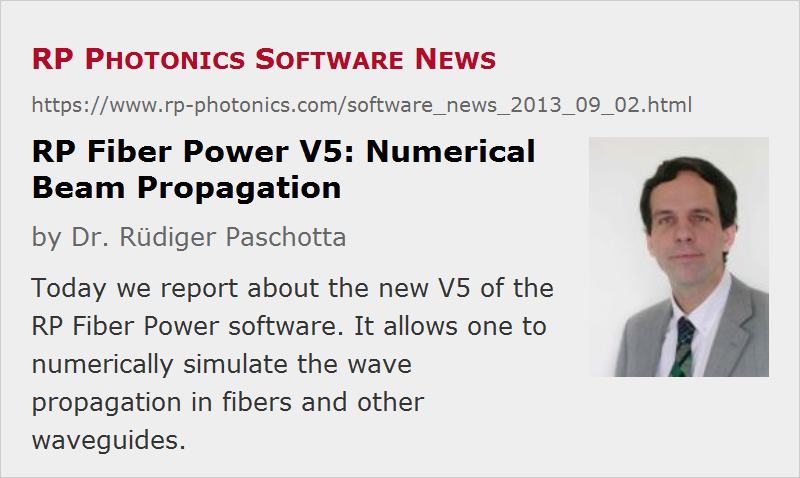 RP Photonics Software News
https://www.rp-photonics.com/software_news_2013_09_02.html
RP Fiber Power V5: Numerical
Beam Propagation
by Dr. Rüdiger Paschotta
Today we report about the new V5 of the
RP Fiber Power software. It allows one to
numerically simulate the wave
propagation in fibers and other
waveguides.